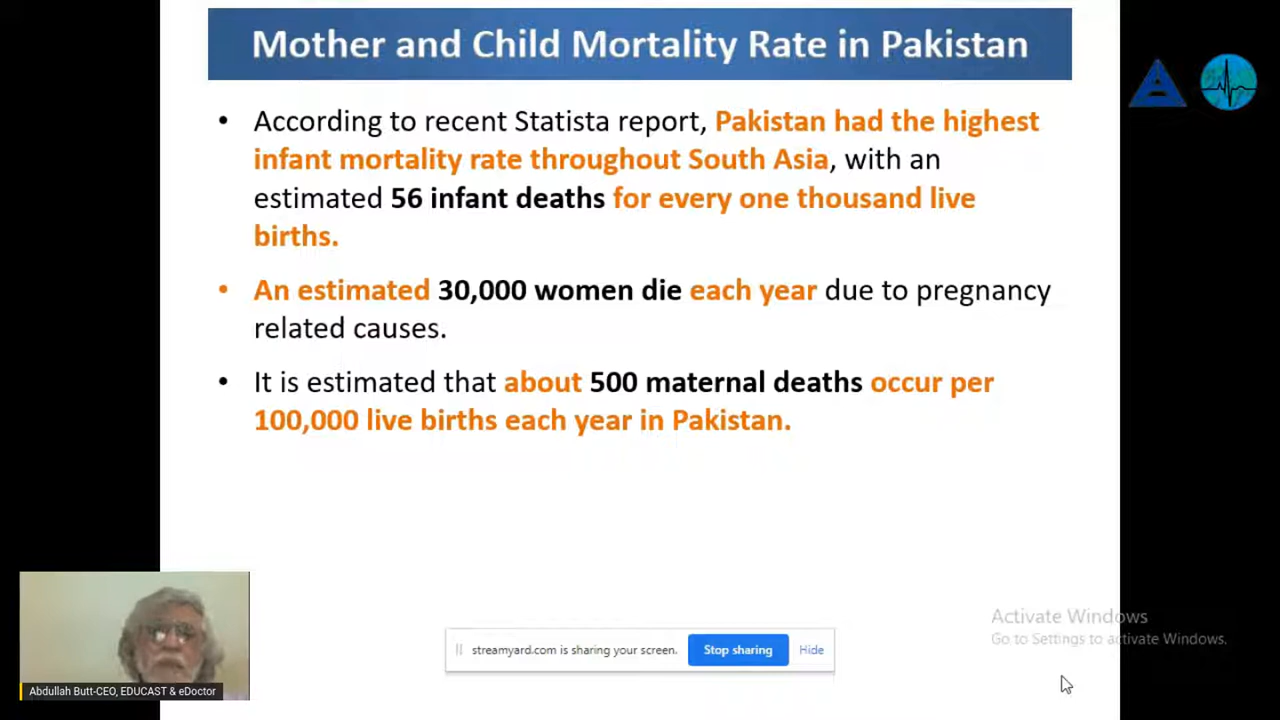 Mother and Child Mortality Rate in Pakistan
• According to recent Statista report, Pakistan had the highest
infant mortality rate throughout South Asia, with an
estimated 56 infant deaths for every one thousand live
births.
• An estimated 30,000 women die each year due to pregnancy
related causes.
• It is estimated that about 500 maternal deaths occur per
100,000 live births each year in Pakistan.
Activate Windows
Go to Settings to activate Windows.
streamyard.com is sharing your screen. Stop sharing Hide
Abdullah Butt-CEO, EDUCAST & eDoctor